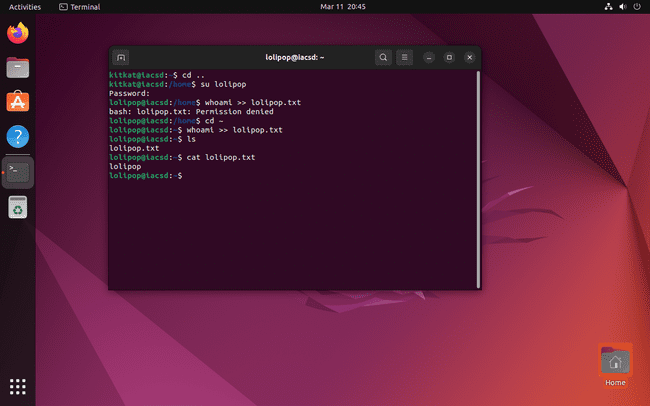 Activities
Terminal
Mar 11 20:45
lolipop@iacsd: ~
kitkat@iacsd:~$ cd ..
kitkat@iacsd:/home$ su lolipop
Password:
lolipop@iacsd:/home$ whoami >> lolipop.txt
bash: lolipop.txt: Permission denied
lolipop@iacsd:/home$ cd ~
lolipop@iacsd:~$ whoami >> lolipop.txt
lolipop@iacsd:~$ ls
lolipop.txt
lolipop@iacsd:~$ cat lolipop.txt
lolipop
lolipop@iacsd:~$
Home